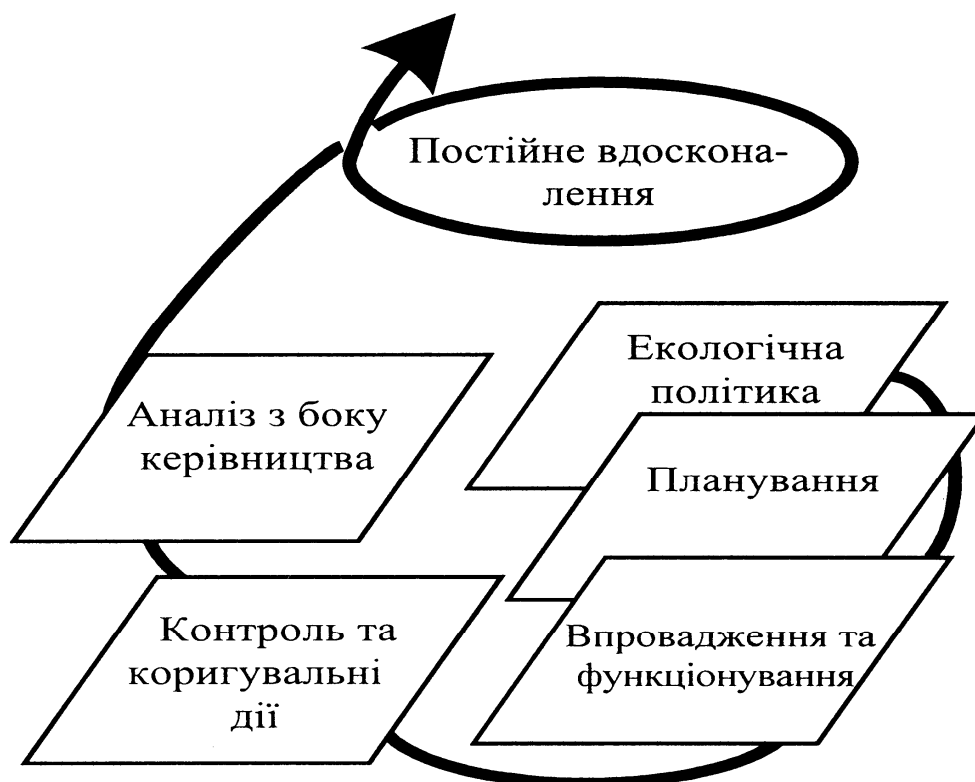 Постійне вдоскона-
лення
Екологічна
політика
Аналіз з боку
керівництва
Планування
Контроль та
коригувальні
дії
Впровадження та
функціонування